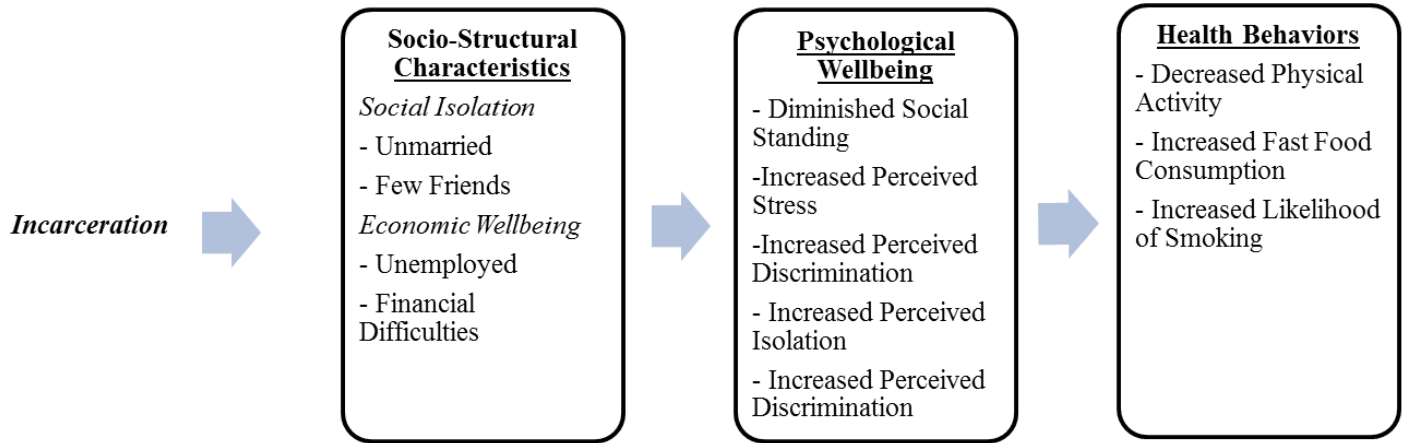 Incarceration
Socio-Structural
Characteristics
Social Isolation
- Unmarried
- Few Friends
Economic Wellbeing
- Unemployed
- Financial
Difficulties
Psychological
Wellbeing
- Diminished Social
Standing
-Increased Perceived
Stress
-Increased Perceived
Discrimination
- Increased Perceived
Isolation
- Increased Perceived
Discrimination
Health Behaviors
- Decreased Physical
Activity
- Increased Fast Food
Consumption
- Increased Likelihood
of Smoking